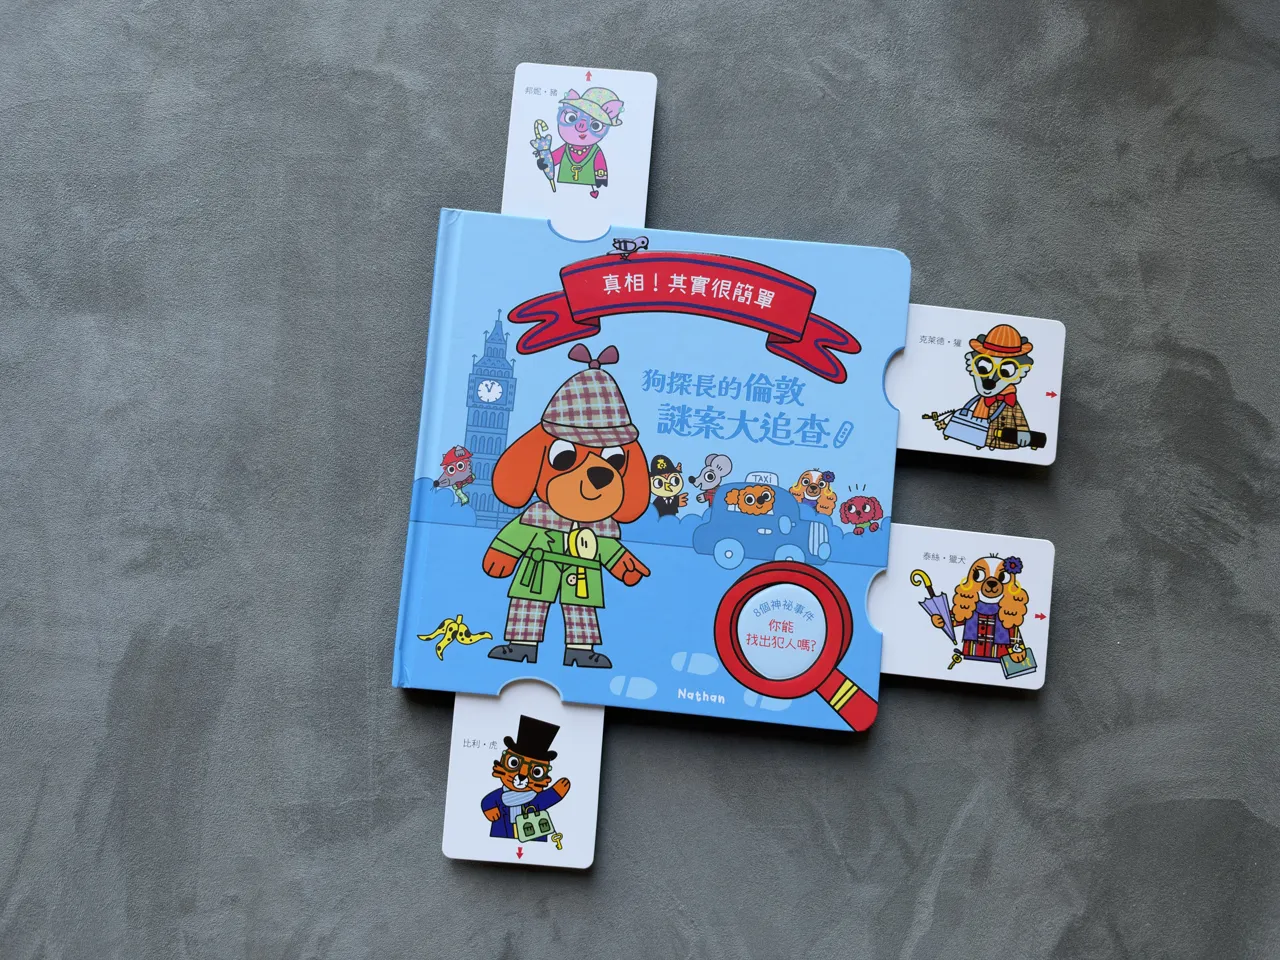 邦妮・豬
真相！其實很簡單
克萊德・獾
狗探長的倫敦
謎案大追查
TAXI
泰絲・獵犬
8個神祕事件
你能
找出犯人嗎?
Nathan
比利・虎